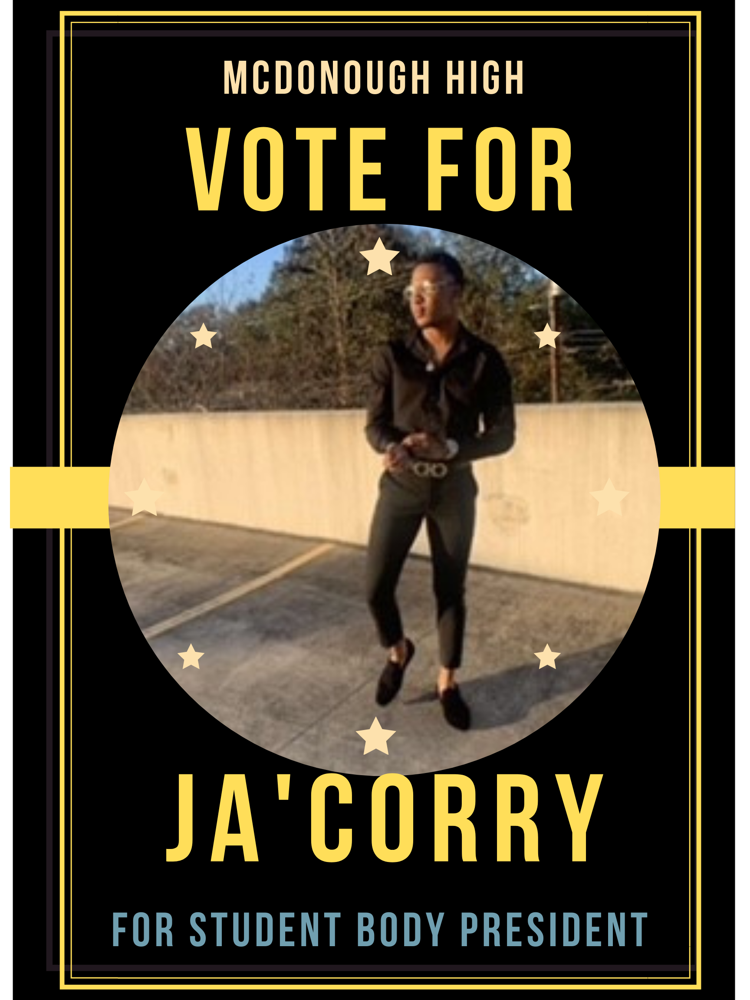 MCDONOUGH HIGH
VOTE FOR
JA'CORRY
FOR STUDENT BODY PRESIDENT